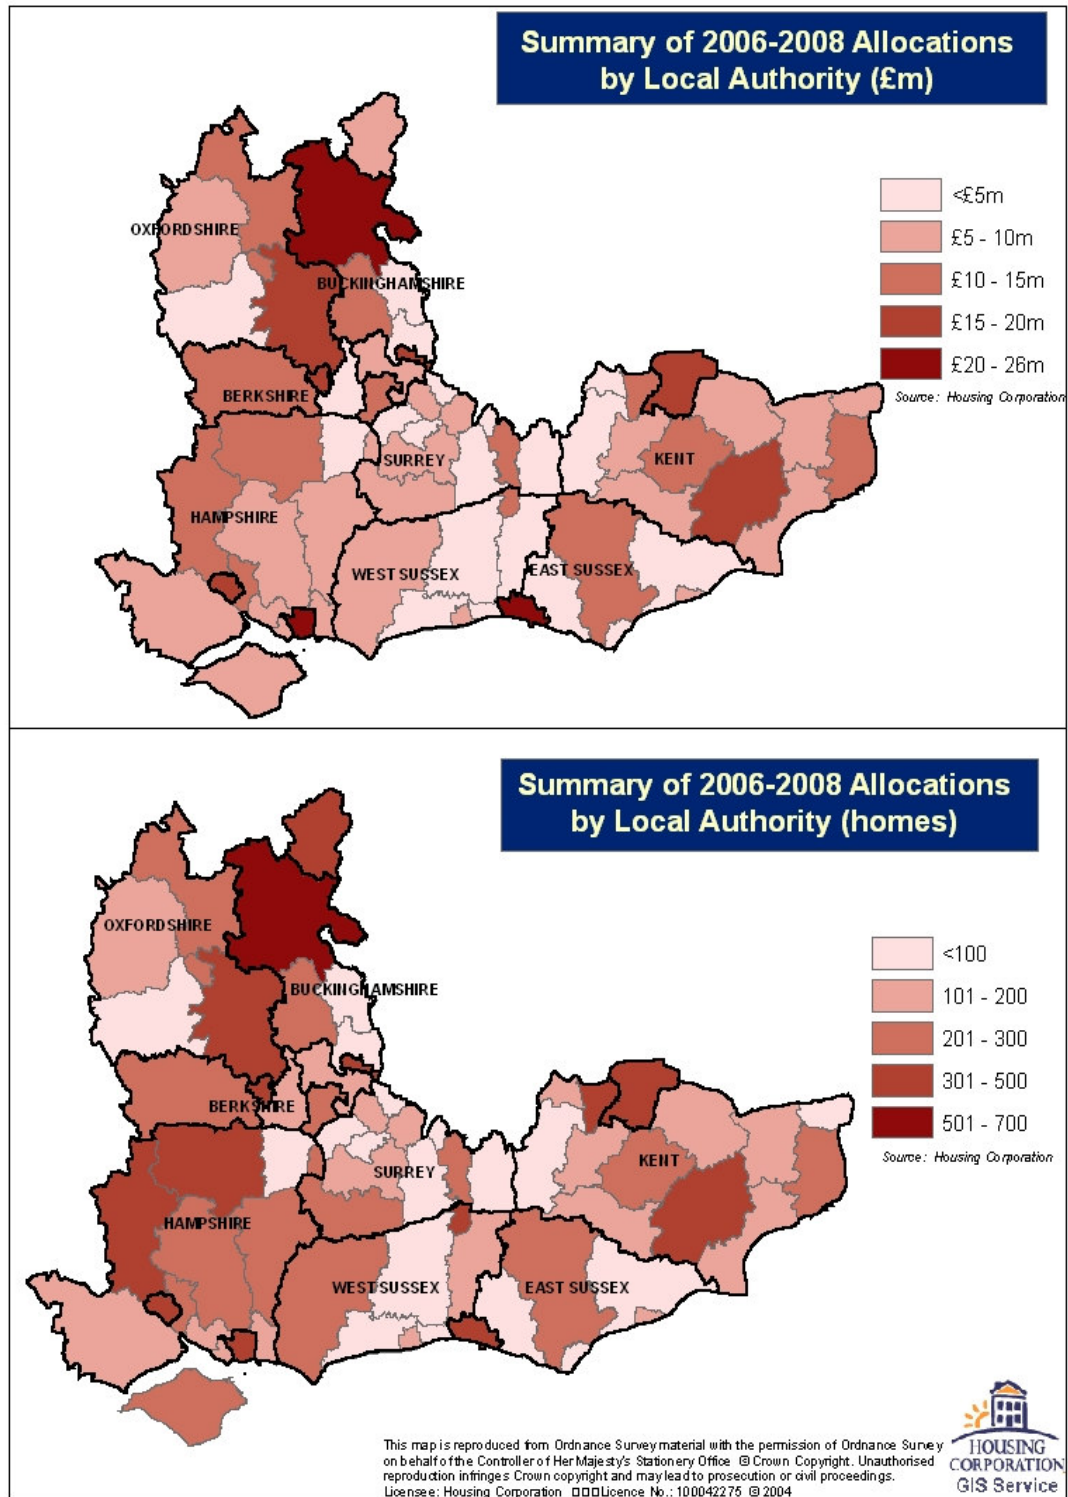 Summary of 2006-2008 Allocations
by Local Authority (£m)
<£5m
£5 - 10m
£10 - 15m
£15 - 20m
£20 - 26m
Source: Housing Corporation
OXFORDSHIRE
BUCKINGHAMSHIRE
BERKSHIRE
SURREY
KENT
HAMPSHIRE
WEST SUSSEX
EAST SUSSEX
Summary of 2006-2008 Allocations
by Local Authority (homes)
<100
101 - 200
201 - 300
301 - 500
501 - 700
Source: Housing Corporation
OXFORDSHIRE
BUCKINGHAMSHIRE
BERKSHIRE
SURREY
KENT
HAMPSHIRE
WEST SUSSEX
EAST SUSSEX
This map is reproduced from Ordnance Survey material with the permission of Ordnance Survey
on behalf of the Controller of Her Majesty's Stationery Office © Crown Copyright. Unauthorised
reproduction infringes Crown copyright and may lead to prosecution or civil proceedings.
Licensee: Housing Corporation □□□Licence No.: 100042275 © 2004
HOUSING
CORPORATION
GIS Service